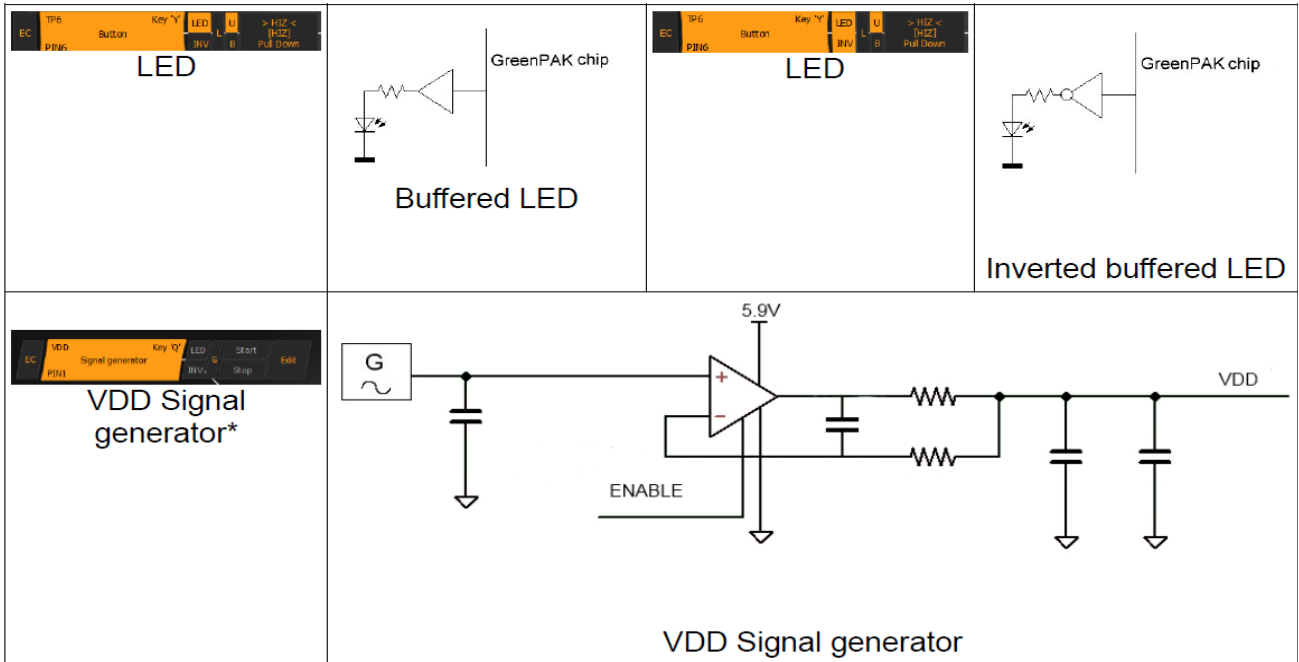 EC TP6 Key 'Y' LED U > HIZ <
Button L [HIZ]
PIN6 INV B Pull Down
LED
GreenPAK chip
Buffered LED
EC TP6 Key 'Y' LED U > HIZ <
Button L [HIZ]
PIN6 INV B Pull Down
LED
GreenPAK chip
Inverted buffered LED
EC VDD Key 'Q' LED Start
Signal generator G Edit
PIN1 INV. Stop
VDD Signal
generator*
G
5.9V
+
−
VDD
ENABLE
VDD Signal generator